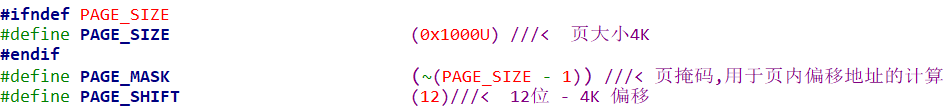 #ifndef PAGE_SIZE
#define PAGE_SIZE (0x1000U) ///< 页大小4K
#endif
#define PAGE_MASK (~(PAGE_SIZE - 1)) ///< 页掩码,用于页内偏移地址的计算
#define PAGE_SHIFT (12)///< 12位 - 4K 偏移